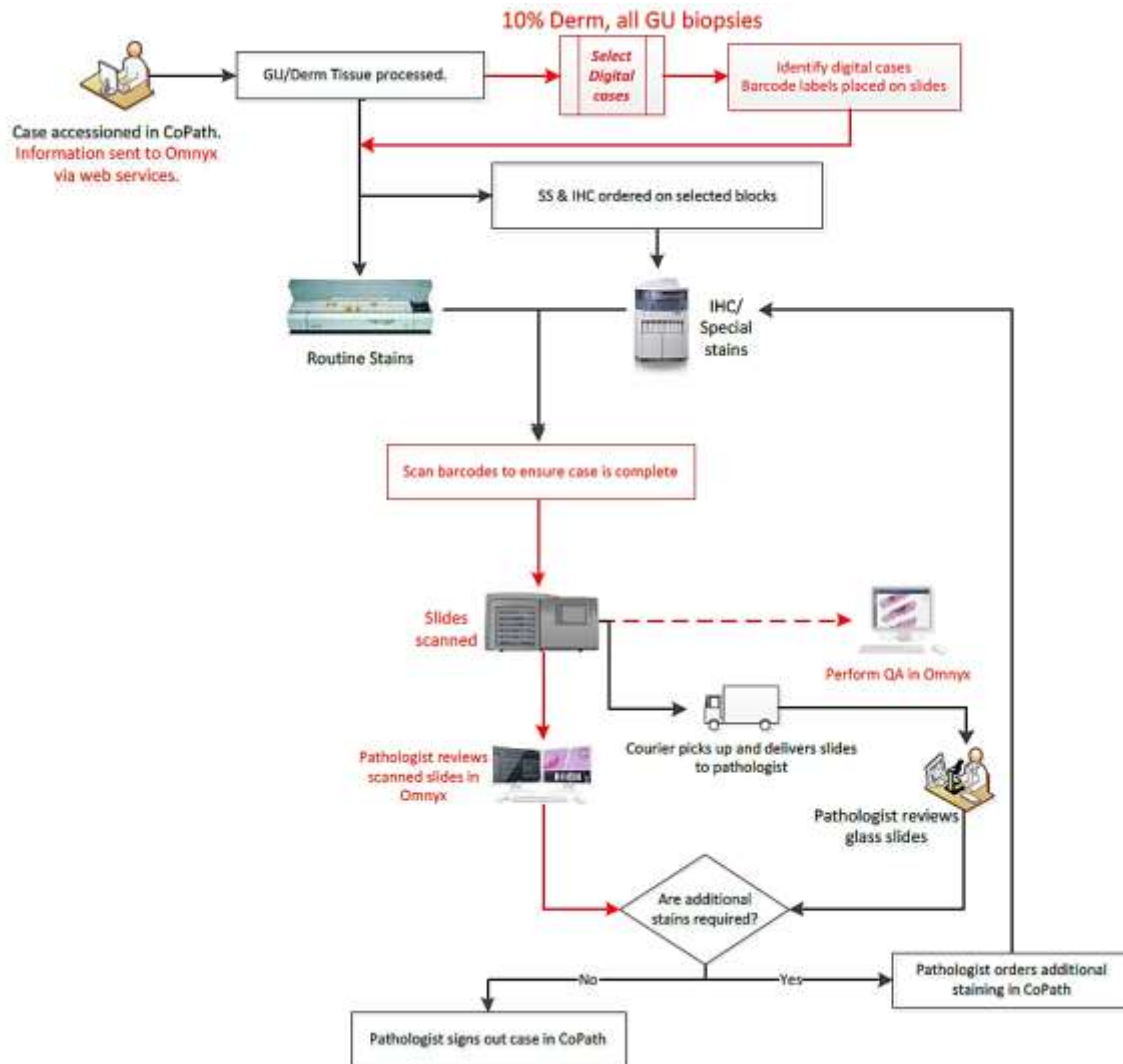 10% Derm, all GU biopsies
GU/Derm Tissue processed.
Select
Digital
cases
Identify digital cases
Barcode labels placed on slides
Case accessioned in CoPath.
Information sent to Omnyx
via web services.
SS & IHC ordered on selected blocks
Routine Stains
IHC/
Special
stains
Scan barcodes to ensure case is complete
Slides
scanned
Perform QA in Omnyx
Courier picks up and delivers slides
to pathologist
Pathologist reviews
scanned slides in
Omnyx
Pathologist reviews
glass slides
Are additional
stains required?
No
Yes
Pathologist orders additional
staining in CoPath
Pathologist signs out case in CoPath